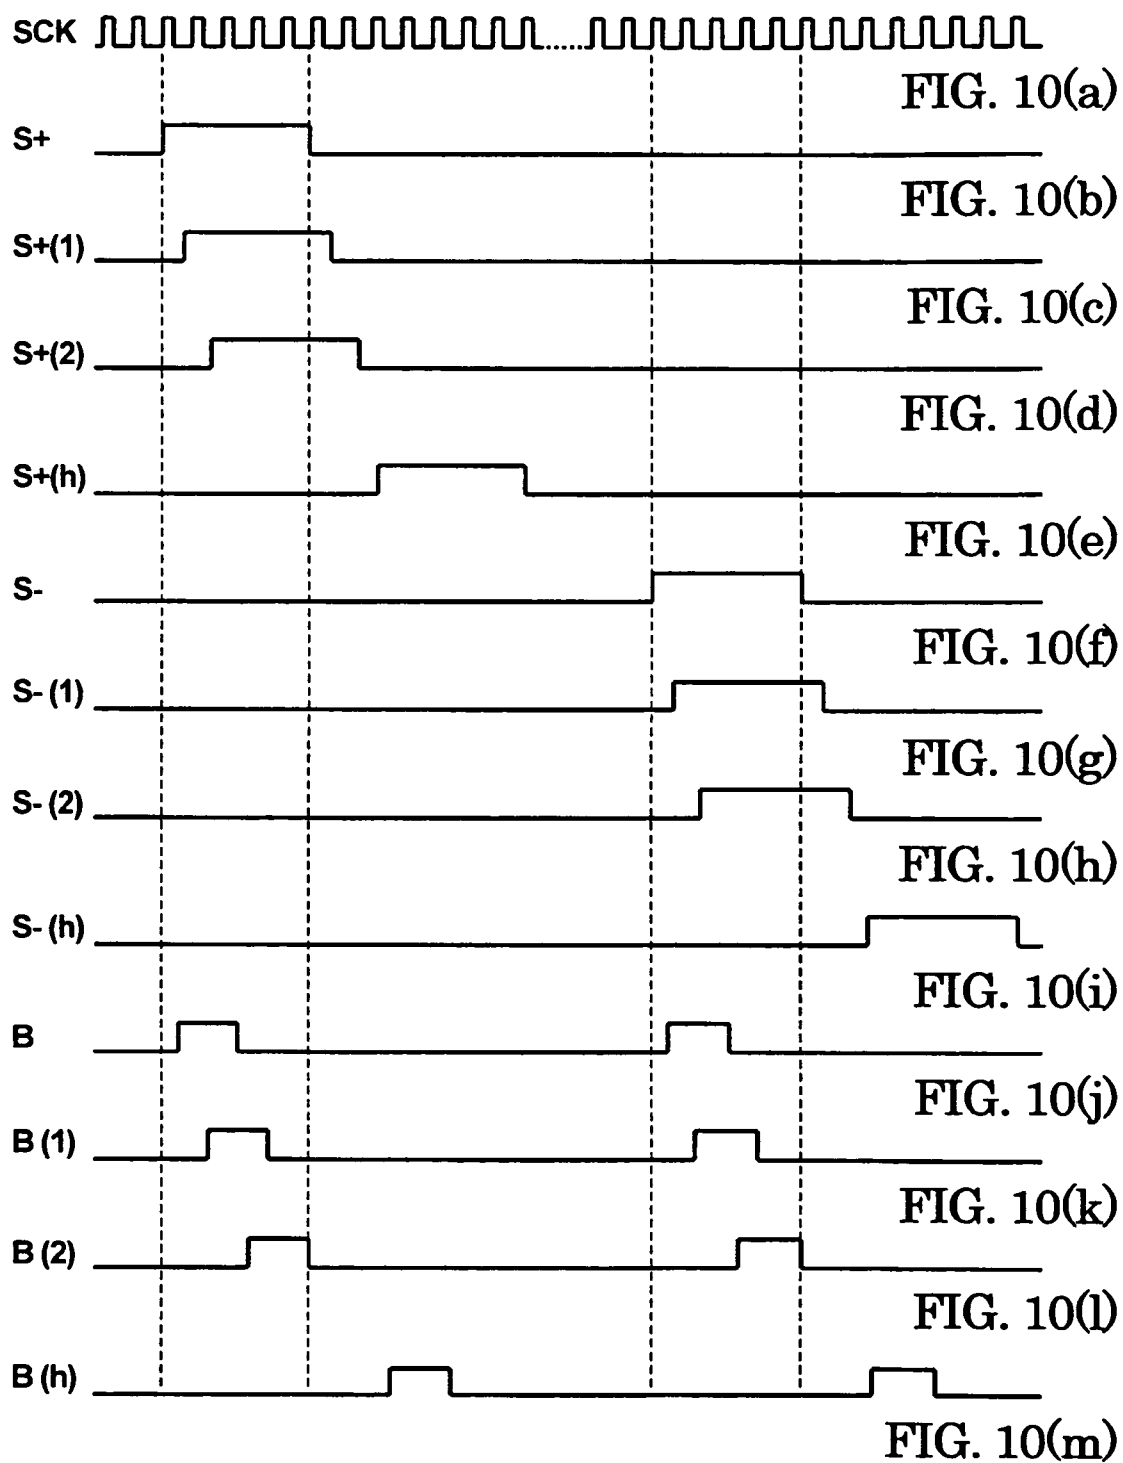 SCK
FIG. 10(a)
S+
FIG. 10(b)
S+(1)
FIG. 10(c)
S+(2)
FIG. 10(d)
S+(h)
FIG. 10(e)
S-
FIG. 10(f)
S- (1)
FIG. 10(g)
S- (2)
FIG. 10(h)
S- (h)
FIG. 10(i)
B
FIG. 10(j)
B (1)
FIG. 10(k)
B (2)
FIG. 10(l)
B (h)
FIG. 10(m)